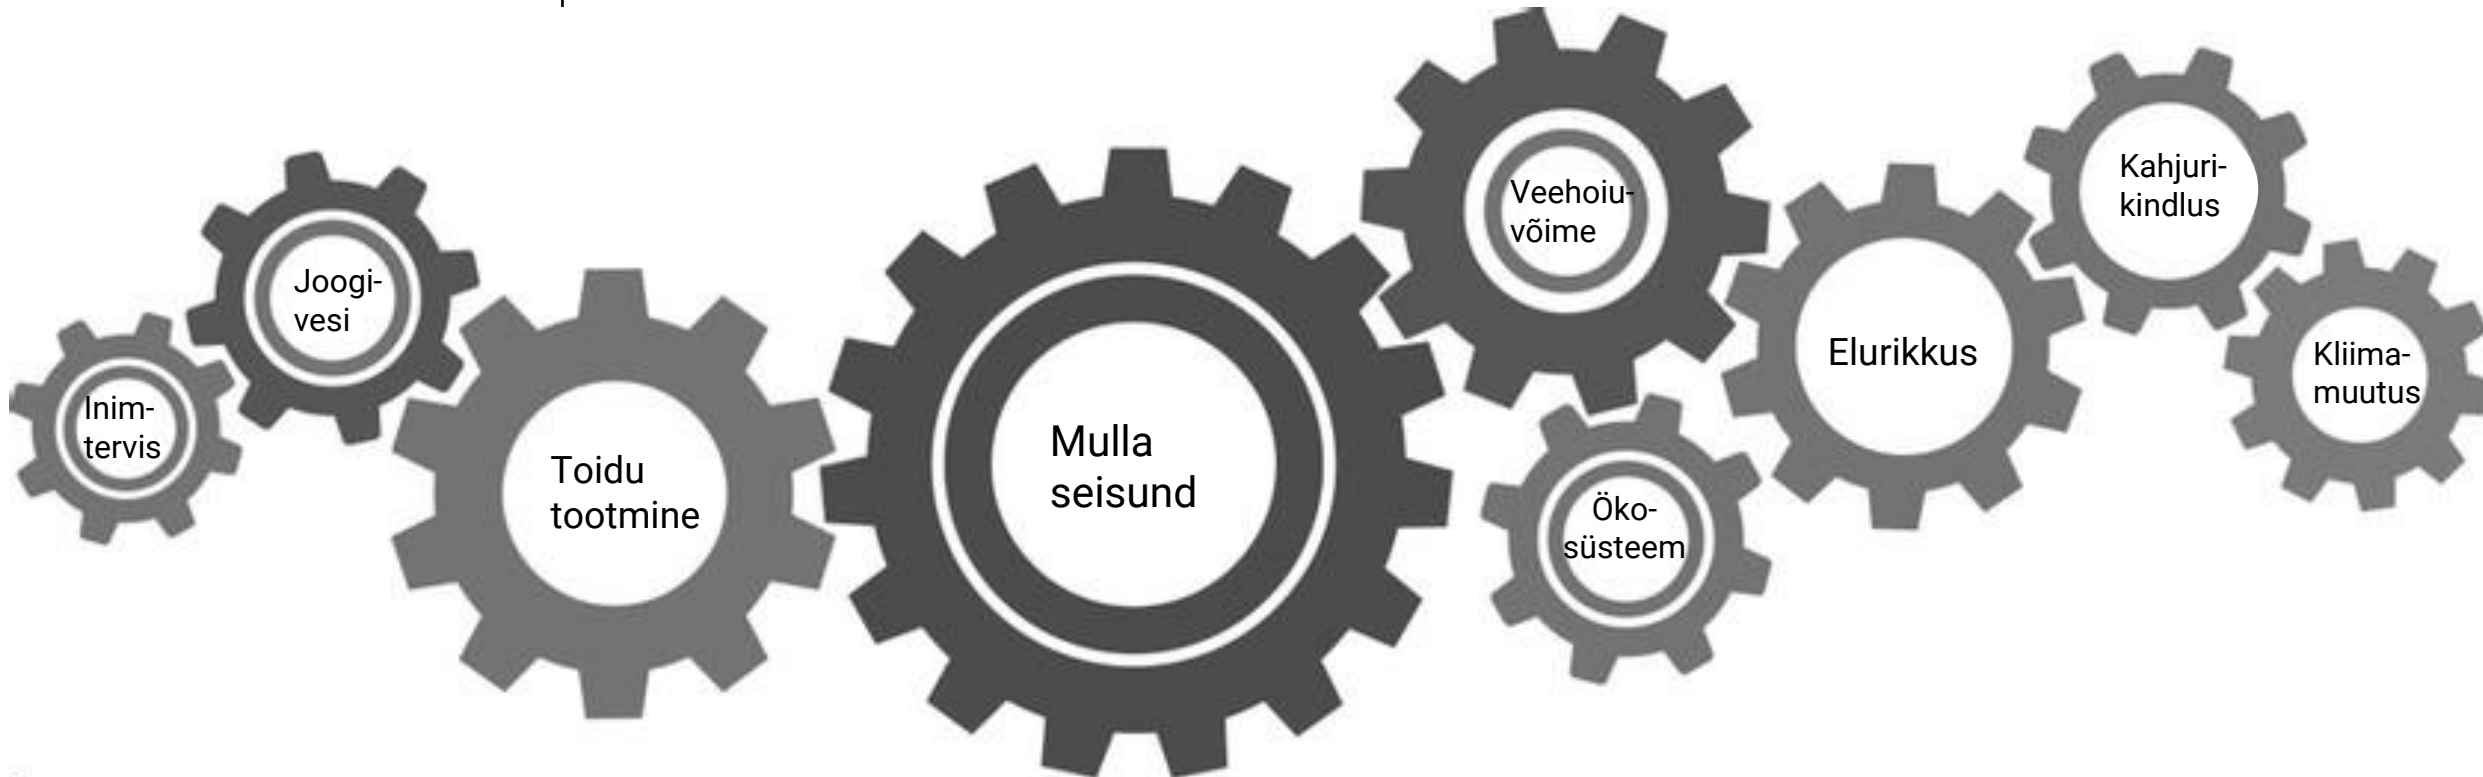 Inim-
tervis
Joogi-
vesi
Toidu
tootmine
Mulla
seisund
Veehoiu-
võime
Öko-
süsteem
Elurikkus
Kahjuri-
kindlus
Kliima-
muutus